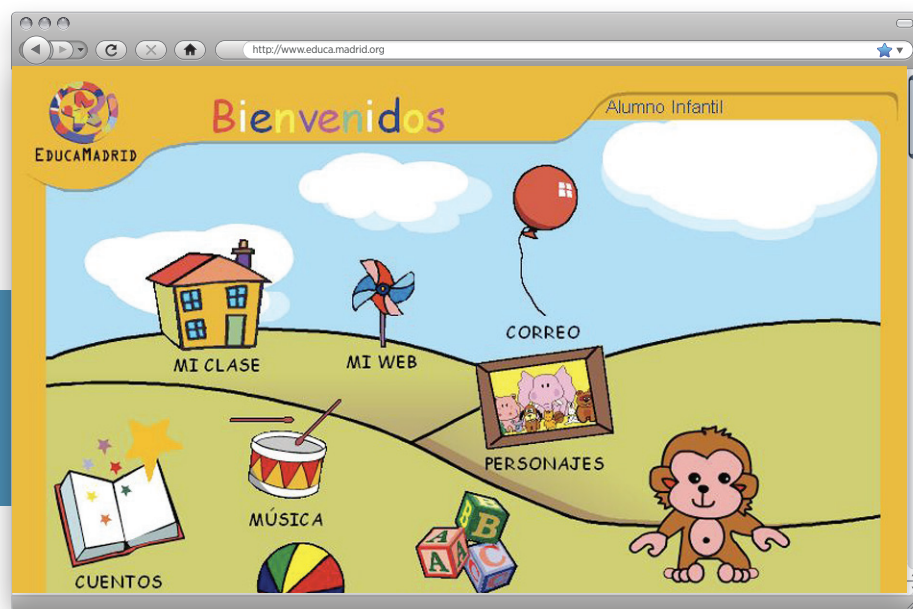 http://www.educa.madrid.org
Bienvenidos
Alumno Infantil
EDUCAMADRID
CORREO
MI CLASE
MI WEB
PERSONAJES
MÚSICA
CUENTOS
B
B
A
A
A
C